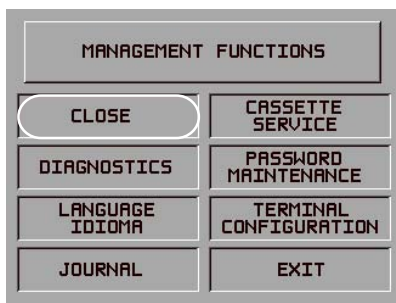 MANAGEMENT FUNCTIONS
CLOSE
CASSETTE
SERVICE
DIAGNOSTICS
PASSWORD
MAINTENANCE
LANGUAGE
IDIOMA
TERMINAL
CONFIGURATION
JOURNAL
EXIT